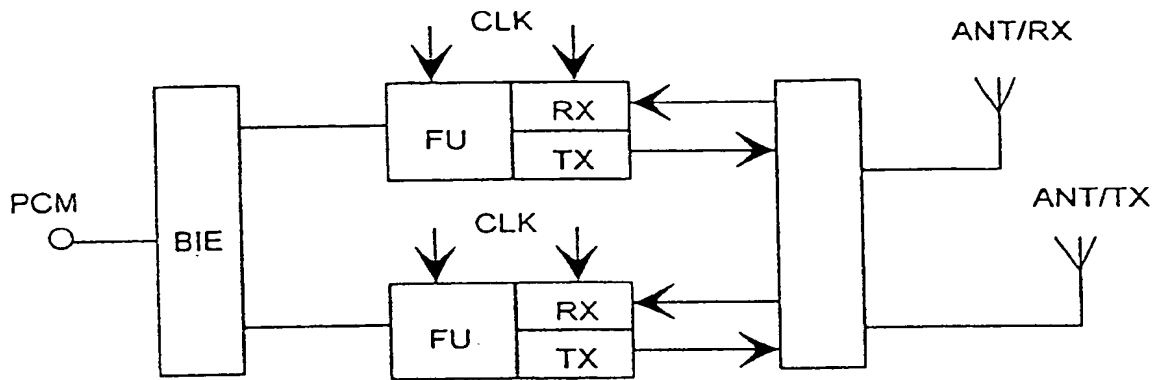 CLK
ANT/RX
RX
FU
TX
PCM
ANT/TX
BIE
CLK
RX
FU
TX